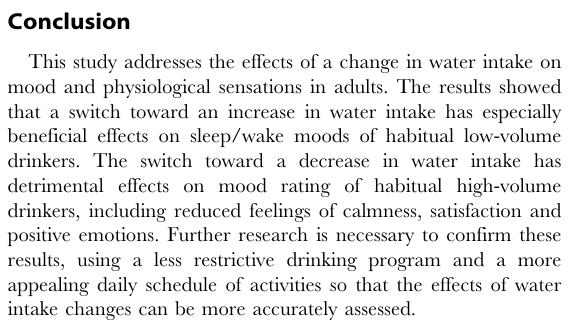 Conclusion
This study addresses the effects of a change in water intake on
mood and physiological sensations in adults. The results showed
that a switch toward an increase in water intake has especially
beneficial effects on sleep/wake moods of habitual low-volume
drinkers. The switch toward a decrease in water intake has
detrimental effects on mood rating of habitual high-volume
drinkers, including reduced feelings of calmness, satisfaction and
positive emotions. Further research is necessary to confirm these
results, using a less restrictive drinking program and a more
appealing daily schedule of activities so that the effects of water
intake changes can be more accurately assessed.